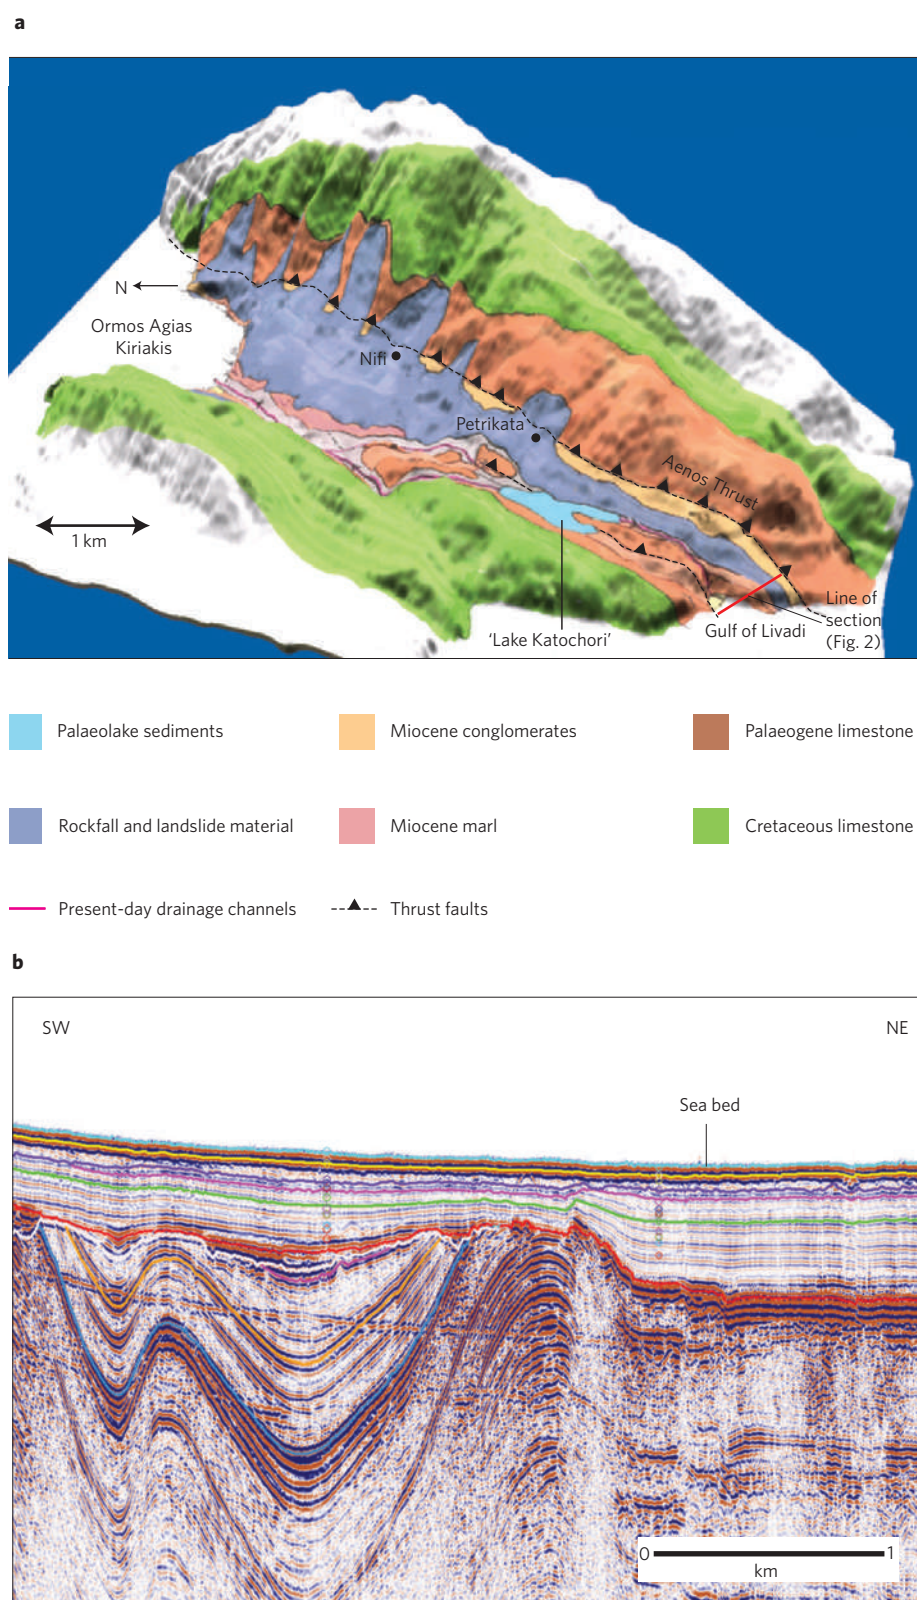 a
N
Ormos Agias
Kiriakis
Nifi
Petrikata
Aenos Thrust
1 km
'Lake Katochori'
Gulf of Livadi
Line of
section
(Fig. 2)
Palaeolake sediments
Miocene conglomerates
Palaeogene limestone
Rockfall and landslide material
Miocene marl
Cretaceous limestone
Present-day drainage channels
Thrust faults
b
SW
NE
Sea bed
0
1
km